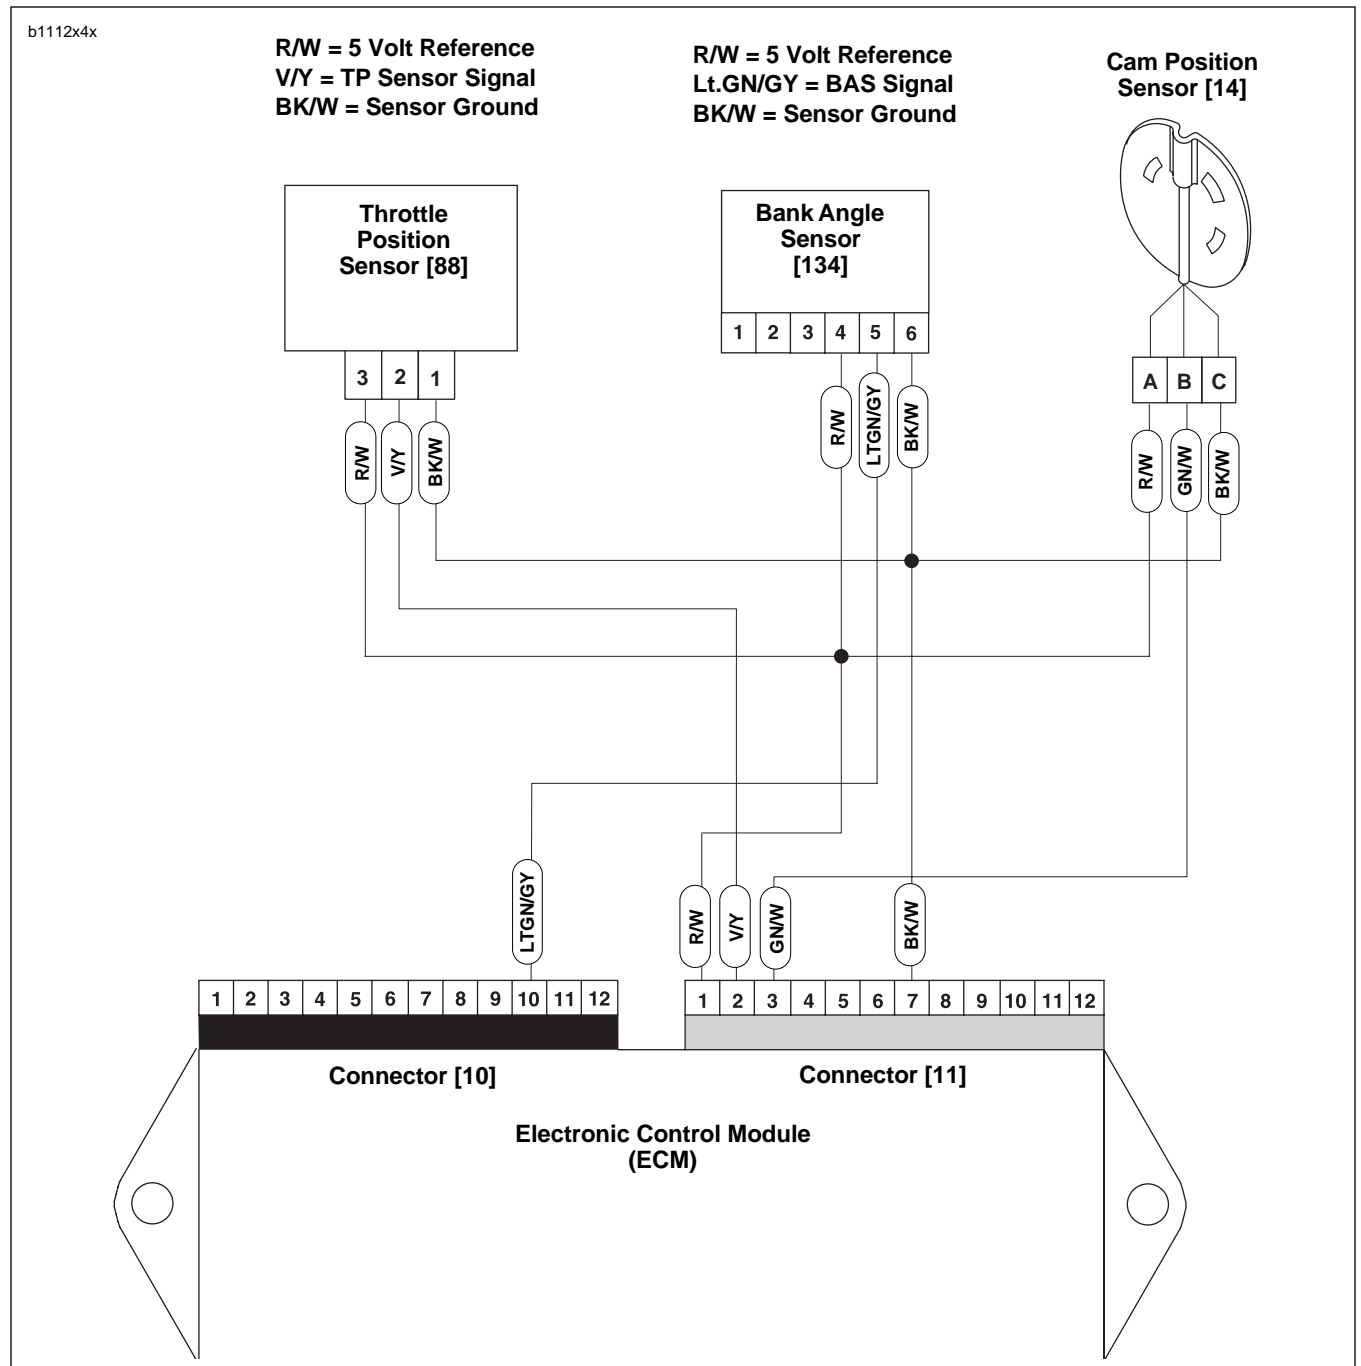 b1112x4x
R/W = 5 Volt Reference
V/Y = TP Sensor Signal
BK/W = Sensor Ground
R/W = 5 Volt Reference
Lt.GN/GY = BAS Signal
BK/W = Sensor Ground
Cam Position
Sensor [14]
Throttle
Position
Sensor [88]
3 2 1
R/W V/Y BK/W
Bank Angle
Sensor
[134]
1 2 3 4 5 6
R/W LTGN/GY BK/W
A B C
R/W GN/W BK/W
LTGN/GY
R/W V/Y GN/W BK/W
1 2 3 4 5 6 7 8 9 10 11 12
1 2 3 4 5 6 7 8 9 10 11 12
Connector [10]
Connector [11]
Electronic Control Module
(ECM)